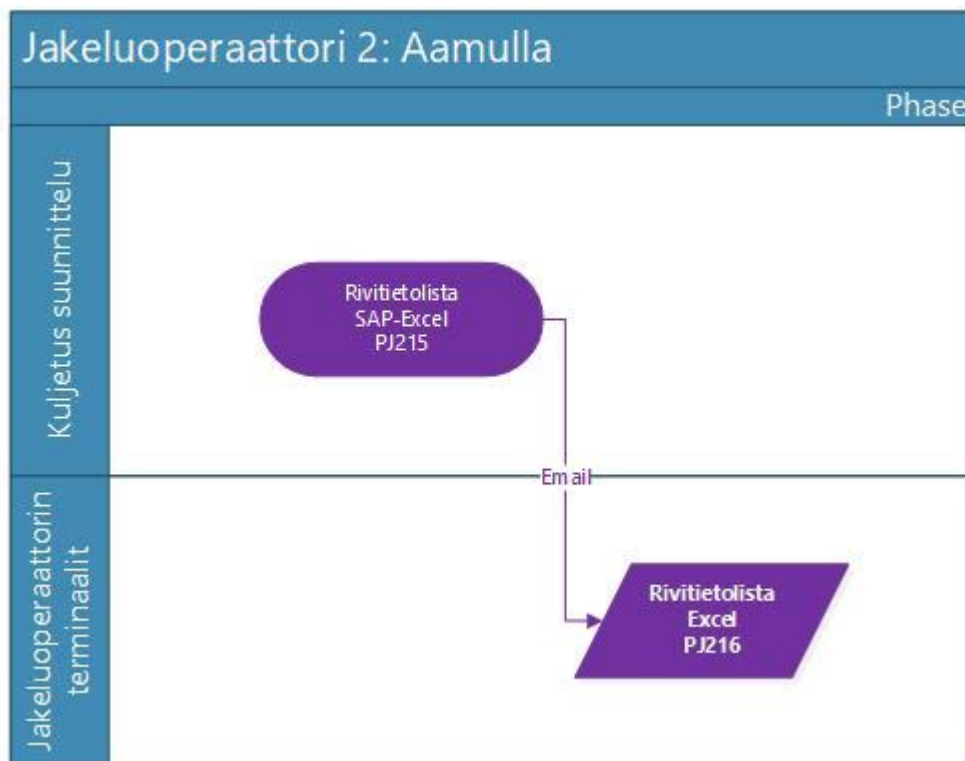 Jakeluoperaattori 2: Aamulla
Phase
Kuljetus suunnittelu
Rivitietolista
SAP-Excel
PJ215
Email
Jakeluoperaattorin
terminaalit
Rivitietolista
Excel
PJ216